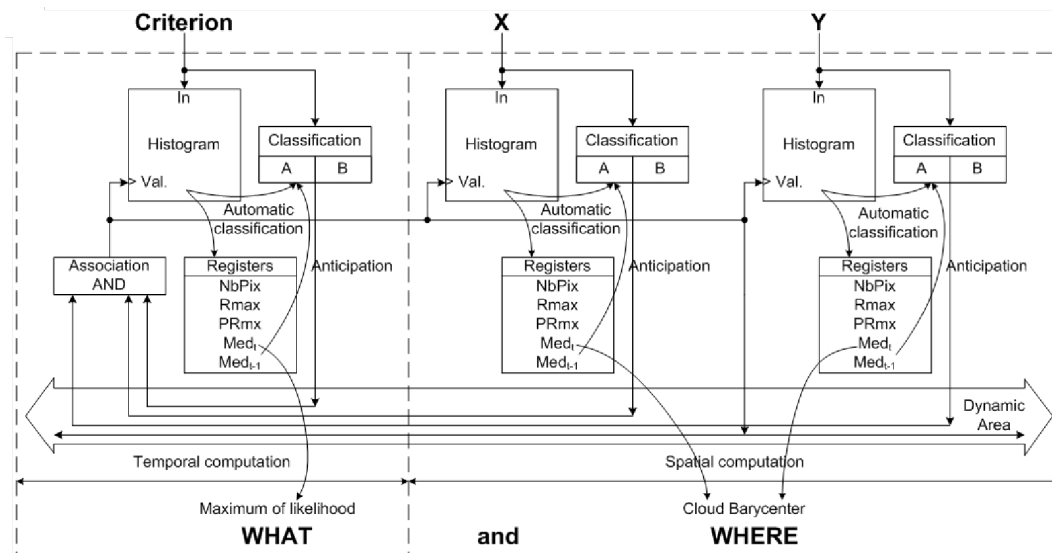 Criterion
X
Y
In
Histogram
> Val.
Classification
A B
Automatic
classification
Association
AND
Registers
NbPix
Rmax
PRmx
Medt
Medt-1
Anticipation
In
Histogram
> Val.
Classification
A B
Automatic
classification
Registers
NbPix
Rmax
PRmx
Medt
Medt-1
Anticipation
In
Histogram
> Val.
Classification
A B
Automatic
classification
Registers
NbPix
Rmax
PRmx
Medt
Medt-1
Anticipation
Dynamic
Area
Temporal computation
Spatial computation
Maximum of likelihood
Cloud Barycenter
WHAT and WHERE